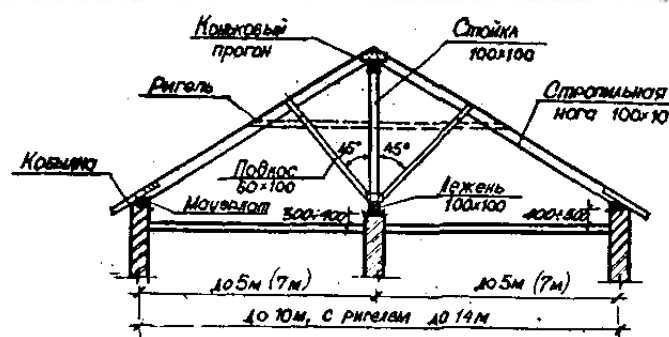 Коньковый
прогон
Стойка
100×100
Ригель
Стропильная
нога 100×10
Кобылка
45°
45°
Подкос
60×100
Лежень
100×100
Мауэрлат
300÷400
400÷500
до 5м (7м)
до 5м (7м)
до 10м, с ригелем до 14м